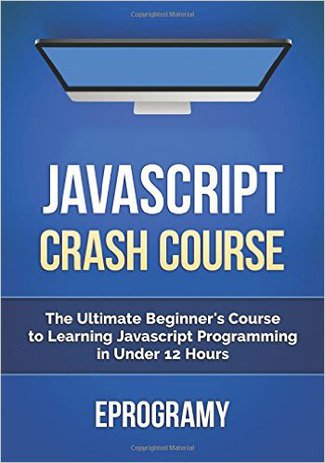 Copyrighted Material
JAVASCRIPT
CRASH COURSE
The Ultimate Beginner's Course
to Learning Javascript Programming
in Under 12 Hours
EPROGRAMY
Copyrighted Material